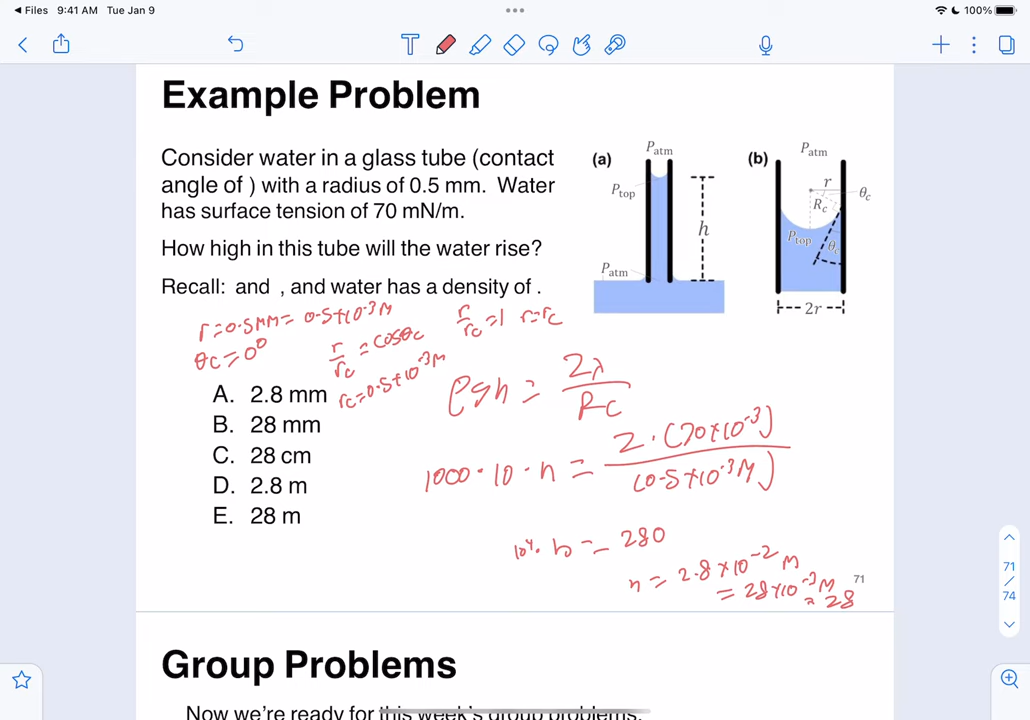 Files 9:41 AM Tue Jan 9 100%
Example Problem
Consider water in a glass tube (contact
angle of ) with a radius of 0.5 mm. Water
has surface tension of 70 mN/m.
How high in this tube will the water rise?
Recall: and , and water has a density of .
(a)
P_atm
P_top
h
P_atm
(b)
P_atm
r
θ_c
R_c
P_top
θ_c
2r
r=0.5mm= 0.5×10^-3 M
θc=0°
r/rc = cosθc
r/rc =1 r=rc
rc=0.5×10^-3 M
ρgh = 2λ/Rc
A. 2.8 mm
B. 28 mm
C. 28 cm
D. 2.8 m
E. 28 m
1000 · 10 · h = 2·(70×10^-3)/(0.5×10^-3 M)
10^4. h = 280
h = 2.8×10^-2 M
= 28×10^-3 M
= 28
71
71
/
74
Group Problems
Now we're ready for this week's group problems.